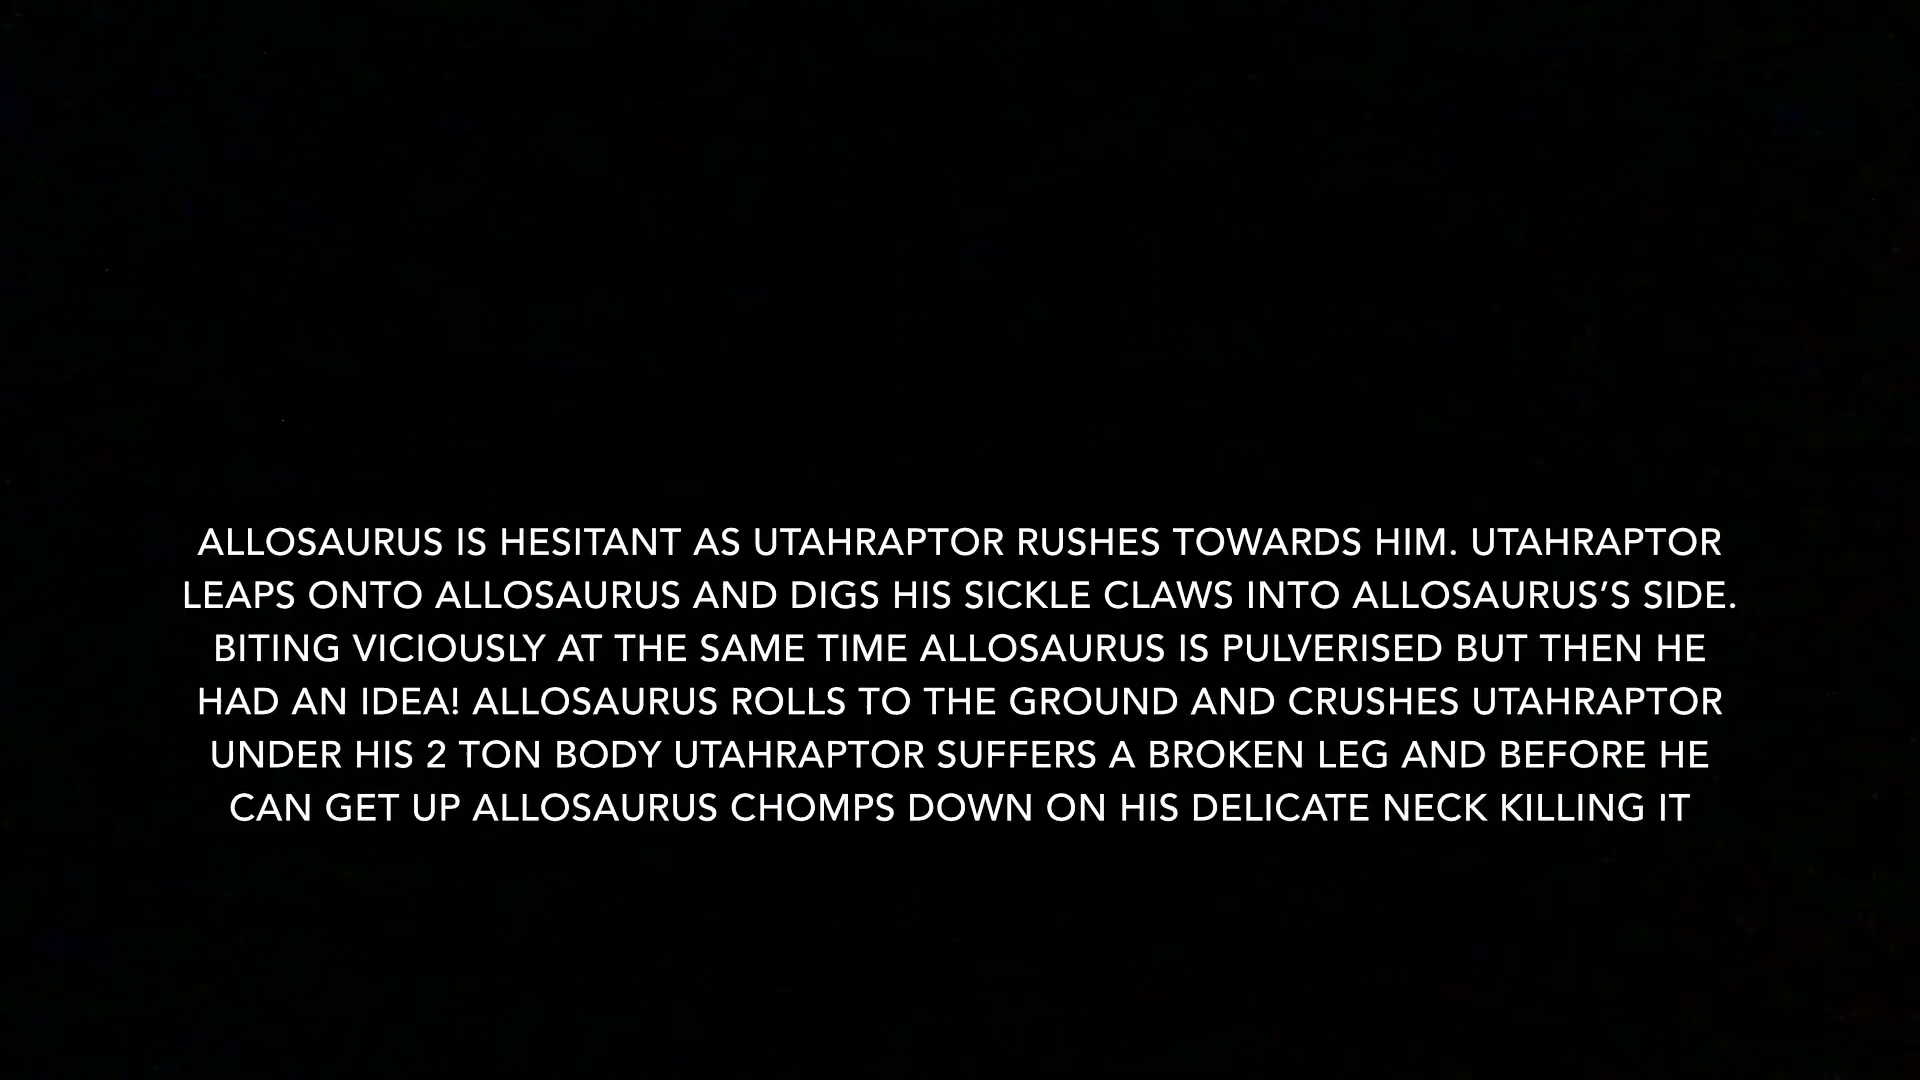 ALLOSAURUS IS HESITANT AS UTAHRAPTOR RUSHES TOWARDS HIM. UTAHRAPTOR
LEAPS ONTO ALLOSAURUS AND DIGS HIS SICKLE CLAWS INTO ALLOSAURUS’S SIDE.
BITING VICIOUSLY AT THE SAME TIME ALLOSAURUS IS PULVERISED BUT THEN HE
HAD AN IDEA! ALLOSAURUS ROLLS TO THE GROUND AND CRUSHES UTAHRAPTOR
UNDER HIS 2 TON BODY UTAHRAPTOR SUFFERS A BROKEN LEG AND BEFORE HE
CAN GET UP ALLOSAURUS CHOMPS DOWN ON HIS DELICATE NECK KILLING IT